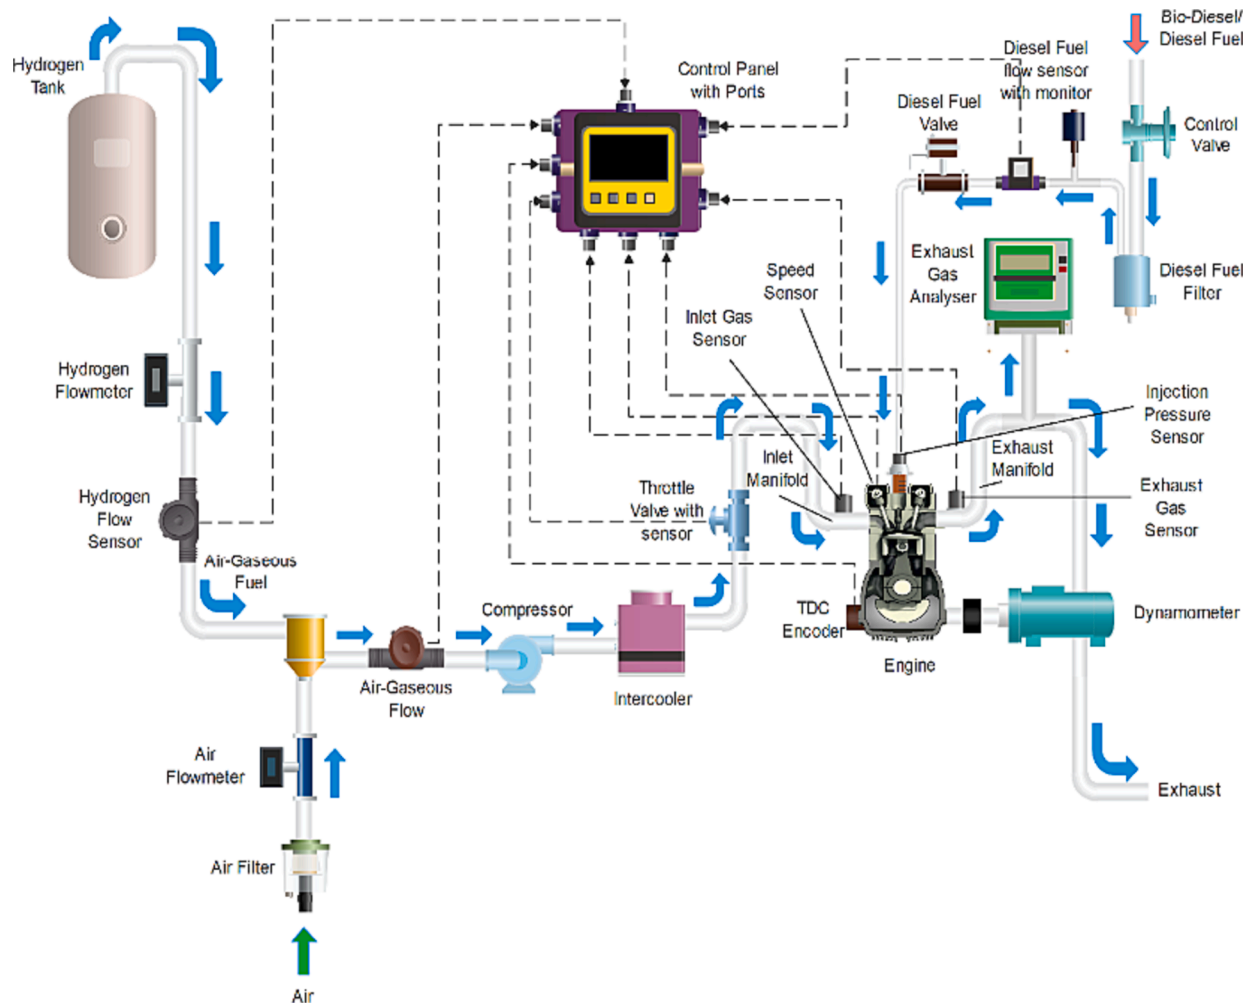 Bio-Diesel/
Diesel Fuel
Hydrogen
Tank
Control Panel
with Ports
Diesel Fuel
flow sensor
with monitor
Diesel Fuel
Valve
Control
Valve
Speed
Sensor
Exhaust
Gas
Analyser
Diesel Fuel
Filter
Inlet Gas
Sensor
Hydrogen
Flowmeter
Injection
Pressure
Sensor
Inlet
Manifold
Exhaust
Manifold
Hydrogen
Flow
Sensor
Throttle
Valve with
sensor
Exhaust
Gas
Sensor
Air-Gaseous
Fuel
Compressor
TDC
Encoder
Dynamometer
Engine
Air-Gaseous
Flow
Intercooler
Air
Flowmeter
Exhaust
Air Filter
Air